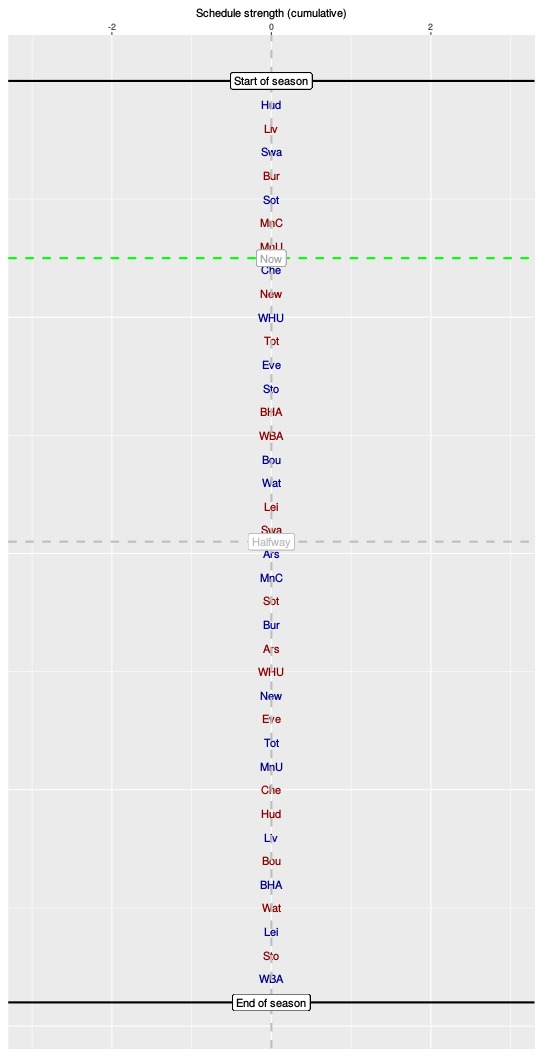 Schedule strength (cumulative)
-2 0 2
Start of season
Hud
Liv
Swa
Bur
Sot
MnC
MnU
Now
Che
New
WHU
Tot
Eve
Sto
BHA
WBA
Bou
Wat
Lei
Swa
Halfway
Ars
MnC
Sot
Bur
Ars
WHU
New
Eve
Tot
MnU
Che
Hud
Liv
Bou
BHA
Wat
Lei
Sto
WBA
End of season